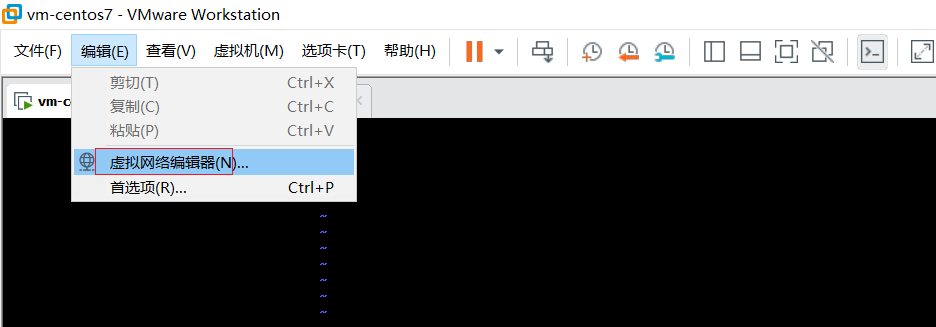 vm-centos7 - VMware Workstation
文件(F) 编辑(E) 查看(V) 虚拟机(M) 选项卡(T) 帮助(H)
剪切(T) Ctrl+X
vm-c
复制(C) Ctrl+C
粘贴(P) Ctrl+V
虚拟网络编辑器(N)...
首选项(R)... Ctrl+P
~
~
~
~
~
~
~